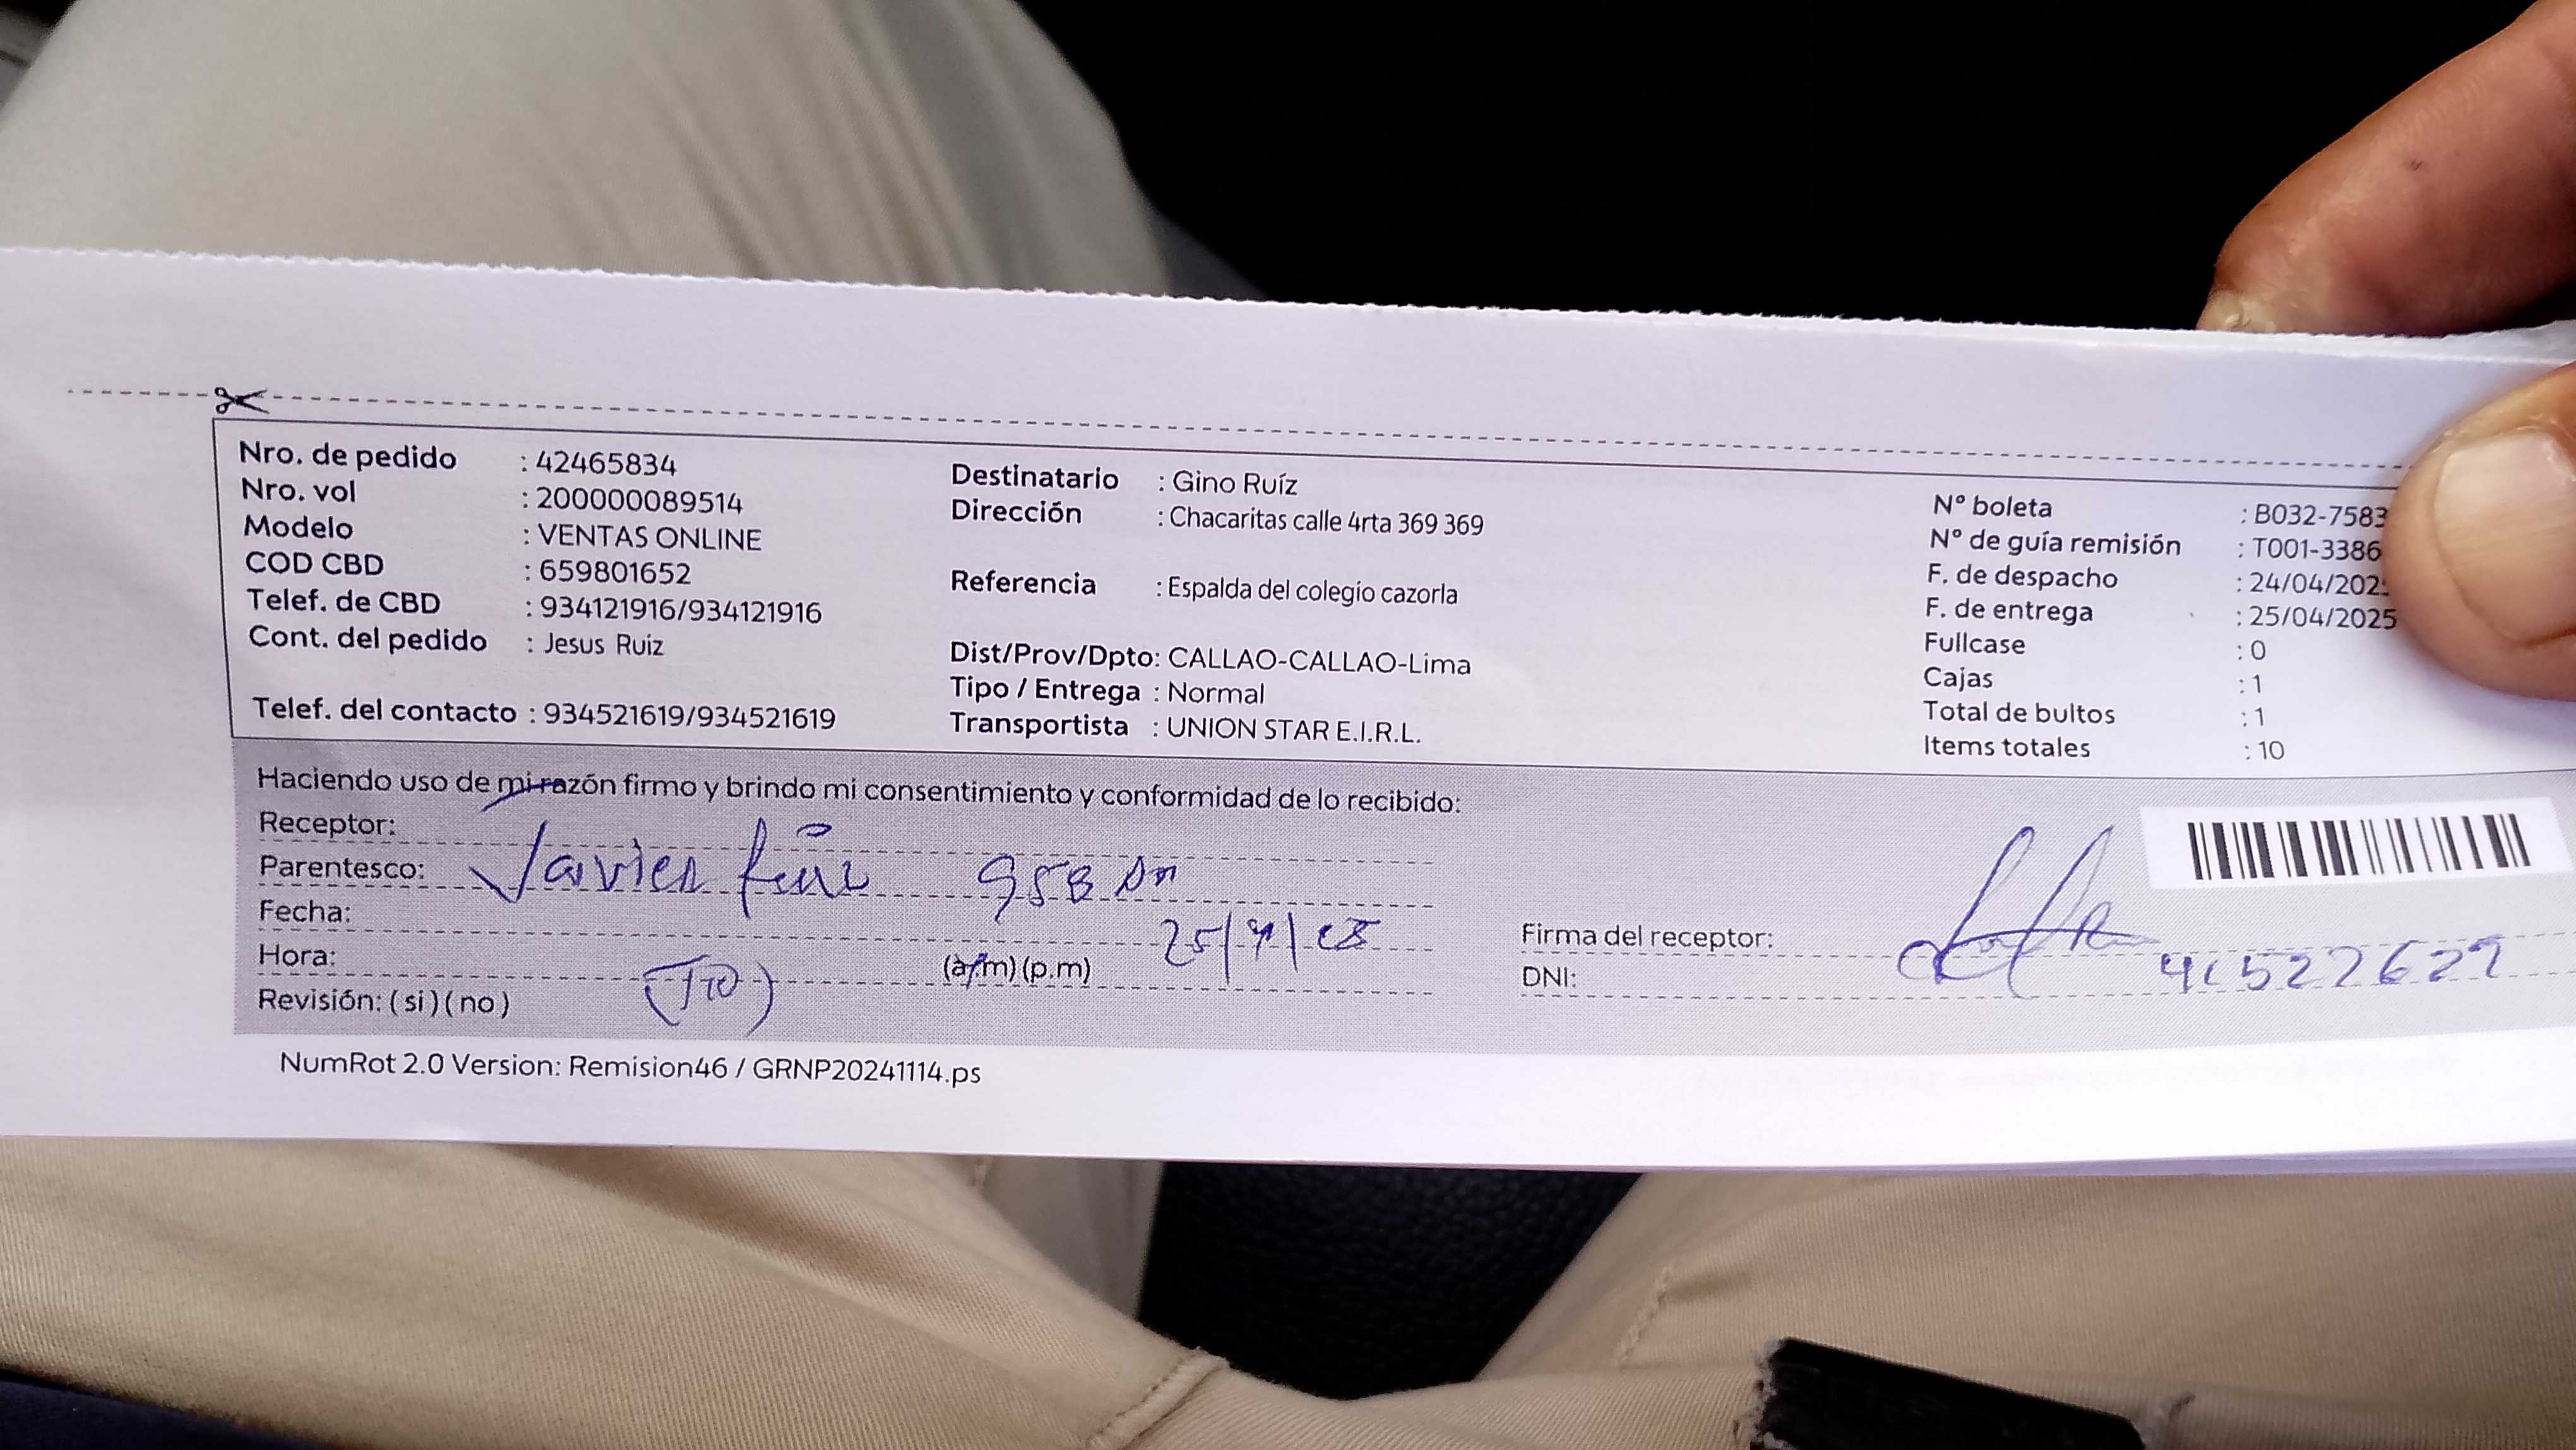 Nro. de pedido : 42465834
Nro. vol : 200000089514
Modelo : VENTAS ONLINE
COD CBD : 659801652
Telef. de CBD : 934121916/934121916
Cont. del pedido : Jesus Ruiz
Telef. del contacto : 934521619/934521619
Destinatario : Gino Ruíz
Dirección : Chacaritas calle 4rta 369 369
Referencia : Espalda del colegio cazorla
Dist/Prov/Dpto: CALLAO-CALLAO-Lima
Tipo / Entrega : Normal
Transportista : UNION STAR E.I.R.L.
Nº boleta : B032-7583
Nº de guía remisión : T001-3386
F. de despacho : 24/04/202
F. de entrega : 25/04/2025
Fullcase : 0
Cajas : 1
Total de bultos : 1
Items totales : 10
Haciendo uso de mi razón firmo y brindo mi consentimiento y conformidad de lo recibido:
Receptor:
Parentesco: Javier
Fecha:
Hora: (a.m) (p.m)
Revisión: (si) (no)
Firma del receptor:
DNI:
NumRot 2.0 Version: Remision46 / GRNP20241114.ps